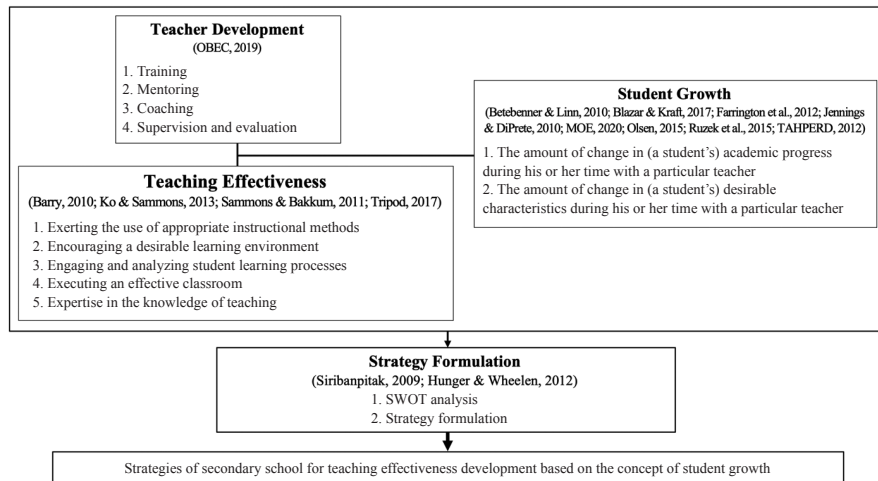 Teacher Development
(OBEC, 2019)
1. Training
2. Mentoring
3. Coaching
4. Supervision and evaluation
Student Growth
(Betebenner & Linn, 2010; Blazar & Kraft, 2017; Farrington et al., 2012; Jennings
& DiPrete, 2010; MOE, 2020; Olsen, 2015; Ruzek et al., 2015; TAHPERD, 2012)
1. The amount of change in (a student's) academic progress
during his or her time with a particular teacher
2. The amount of change in (a student's) desirable
characteristics during his or her time with a particular teacher
Teaching Effectiveness
(Barry, 2010; Ko & Sammons, 2013; Sammons & Bakkum, 2011; Tripod, 2017)
1. Exerting the use of appropriate instructional methods
2. Encouraging a desirable learning environment
3. Engaging and analyzing student learning processes
4. Executing an effective classroom
5. Expertise in the knowledge of teaching
Strategy Formulation
(Siribanpitak, 2009; Hunger & Wheelen, 2012)
1. SWOT analysis
2. Strategy formulation
Strategies of secondary school for teaching effectiveness development based on the concept of student growth